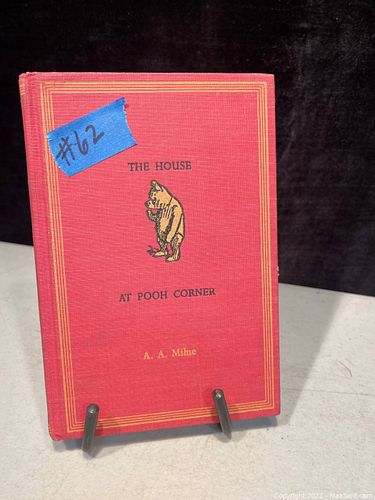 #62
THE HOUSE
AT POOH CORNER
A. A. Milne
Copyright 2022 - MaxSold.com